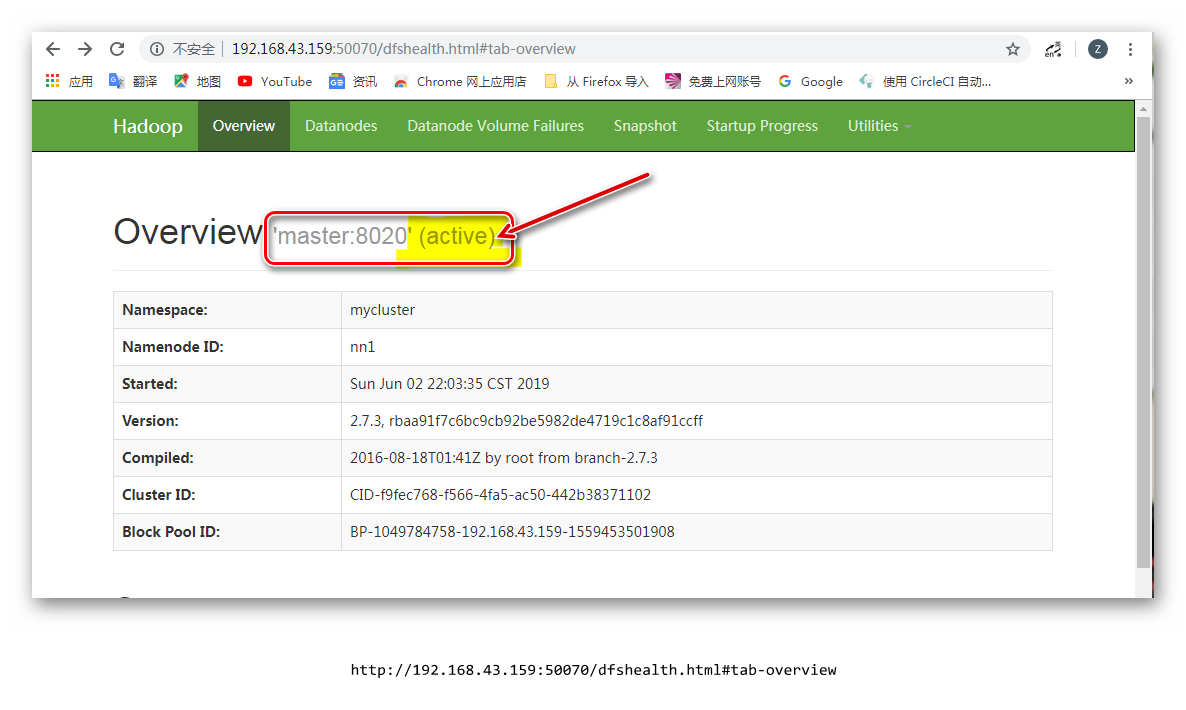 不安全 192.168.43.159:50070/dfshealth.html#tab-overview Z
应用 翻译 地图 YouTube 资讯 Chrome 网上应用店 从 Firefox 导入 免费上网账号 Google 使用 CircleCI 自动... »
Hadoop Overview Datanodes Datanode Volume Failures Snapshot Startup Progress Utilities
Overview 'master:8020' (active)
Namespace: mycluster
Namenode ID: nn1
Started: Sun Jun 02 22:03:35 CST 2019
Version: 2.7.3, rbaa91f7c6bc9cb92be5982de4719c1c8af91ccff
Compiled: 2016-08-18T01:41Z by root from branch-2.7.3
Cluster ID: CID-f9fec768-f566-4fa5-ac50-442b38371102
Block Pool ID: BP-1049784758-192.168.43.159-1559453501908
http://192.168.43.159:50070/dfshealth.html#tab-overview